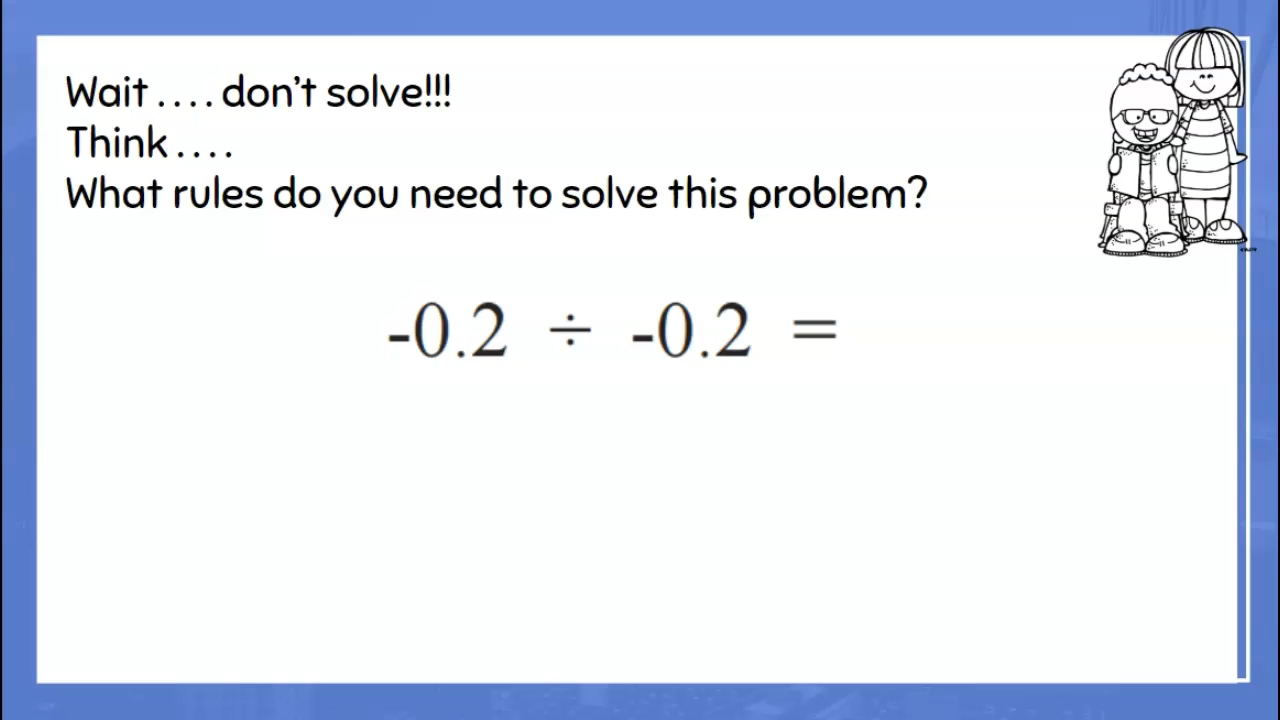 Wait . . . . don’t solve!!!
Think . . . .
What rules do you need to solve this problem?
-0.2 ÷ -0.2 =